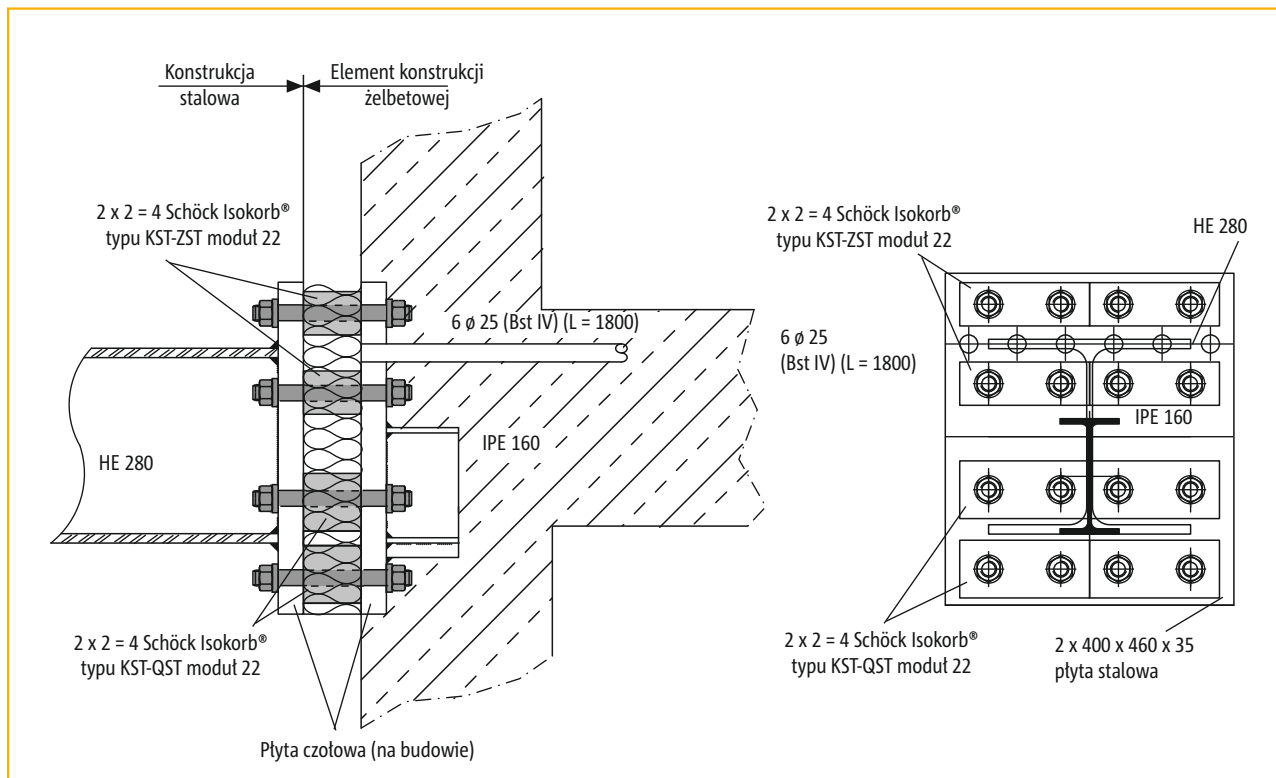 Konstrukcja
stalowa
Element konstrukcji
żelbetowej
2 x 2 = 4 Schöck Isokorb®
typu KST-ZST moduł 22
6 ø 25 (Bst IV) (L = 1800)
HE 280
IPE 160
2 x 2 = 4 Schöck Isokorb®
typu KST-QST moduł 22
Płyta czołowa (na budowie)
2 x 2 = 4 Schöck Isokorb®
typu KST-ZST moduł 22
HE 280
6 ø 25
(Bst IV) (L = 1800)
IPE 160
2 x 2 = 4 Schöck Isokorb®
typu KST-QST moduł 22
2 x 400 x 460 x 35
płyta stalowa